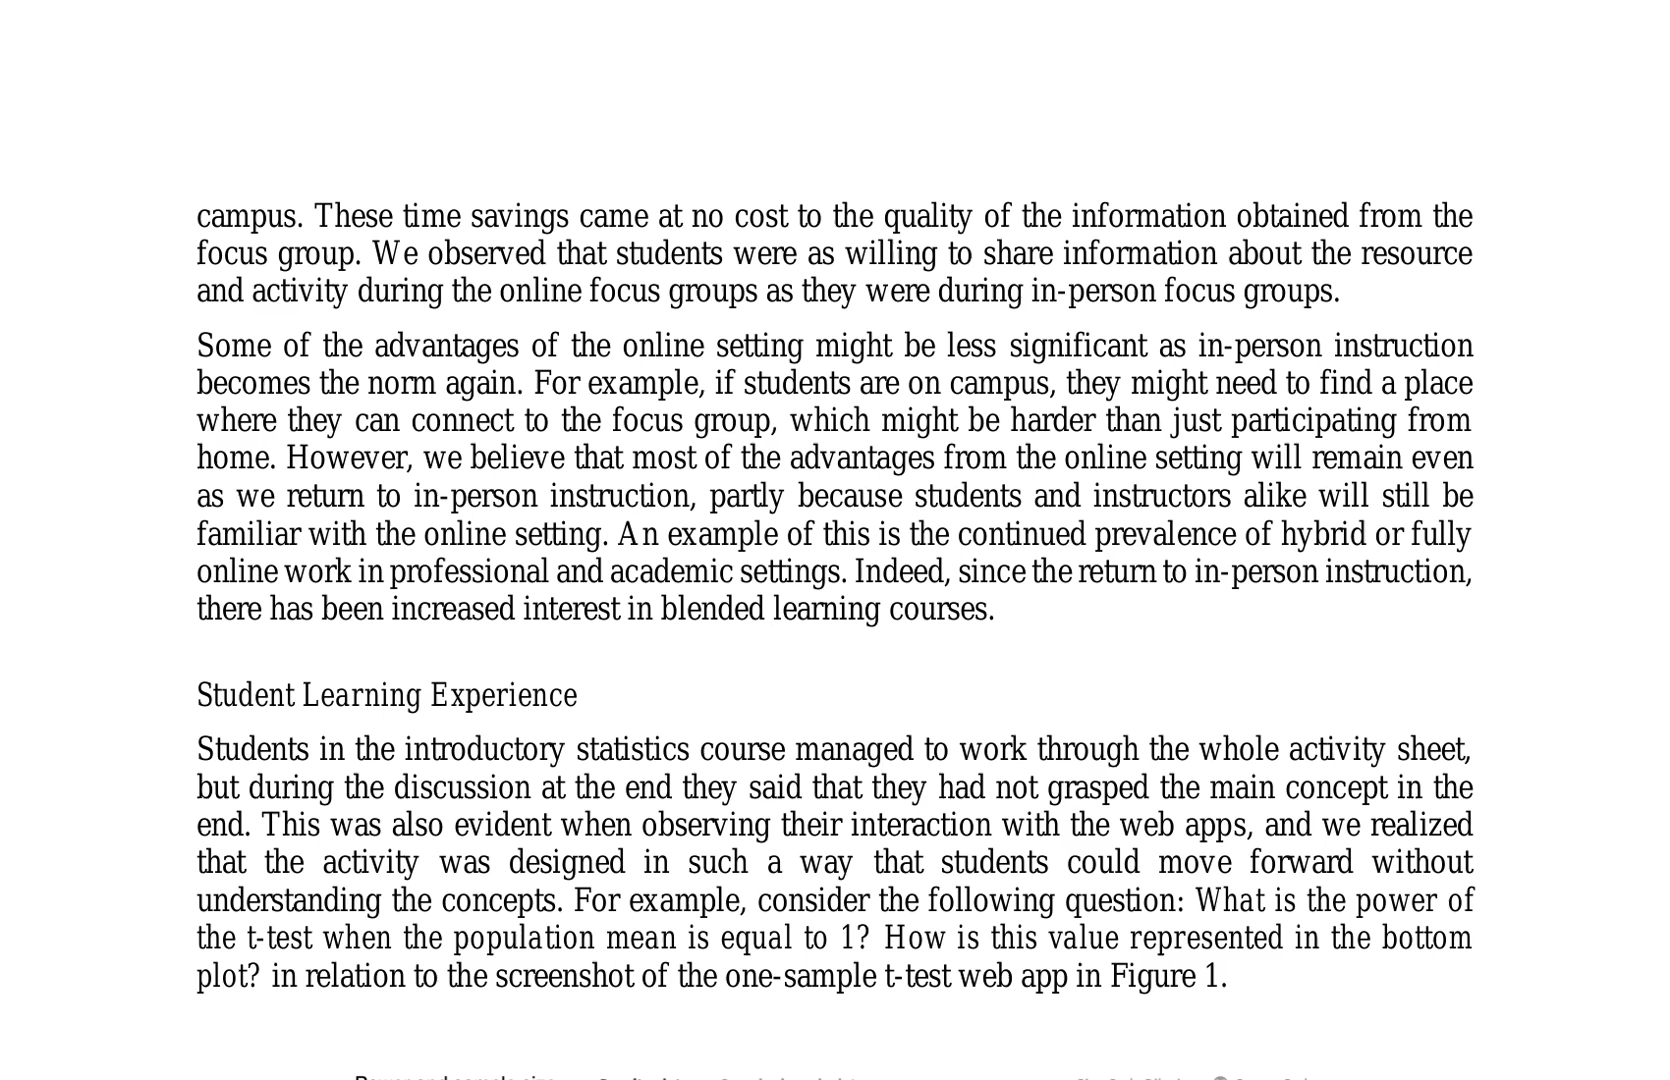 campus. These time savings came at no cost to the quality of the information obtained from the
focus group. We observed that students were as willing to share information about the resource
and activity during the online focus groups as they were during in-person focus groups.
Some of the advantages of the online setting might be less significant as in-person instruction
becomes the norm again. For example, if students are on campus, they might need to find a place
where they can connect to the focus group, which might be harder than just participating from
home. However, we believe that most of the advantages from the online setting will remain even
as we return to in-person instruction, partly because students and instructors alike will still be
familiar with the online setting. An example of this is the continued prevalence of hybrid or fully
online work in professional and academic settings. Indeed, since the return to in-person instruction,
there has been increased interest in blended learning courses.
Student Learning Experience
Students in the introductory statistics course managed to work through the whole activity sheet,
but during the discussion at the end they said that they had not grasped the main concept in the
end. This was also evident when observing their interaction with the web apps, and we realized
that the activity was designed in such a way that students could move forward without
understanding the concepts. For example, consider the following question: What is the power of
the t-test when the population mean is equal to 1? How is this value represented in the bottom
plot? in relation to the screenshot of the one-sample t-test web app in Figure 1.